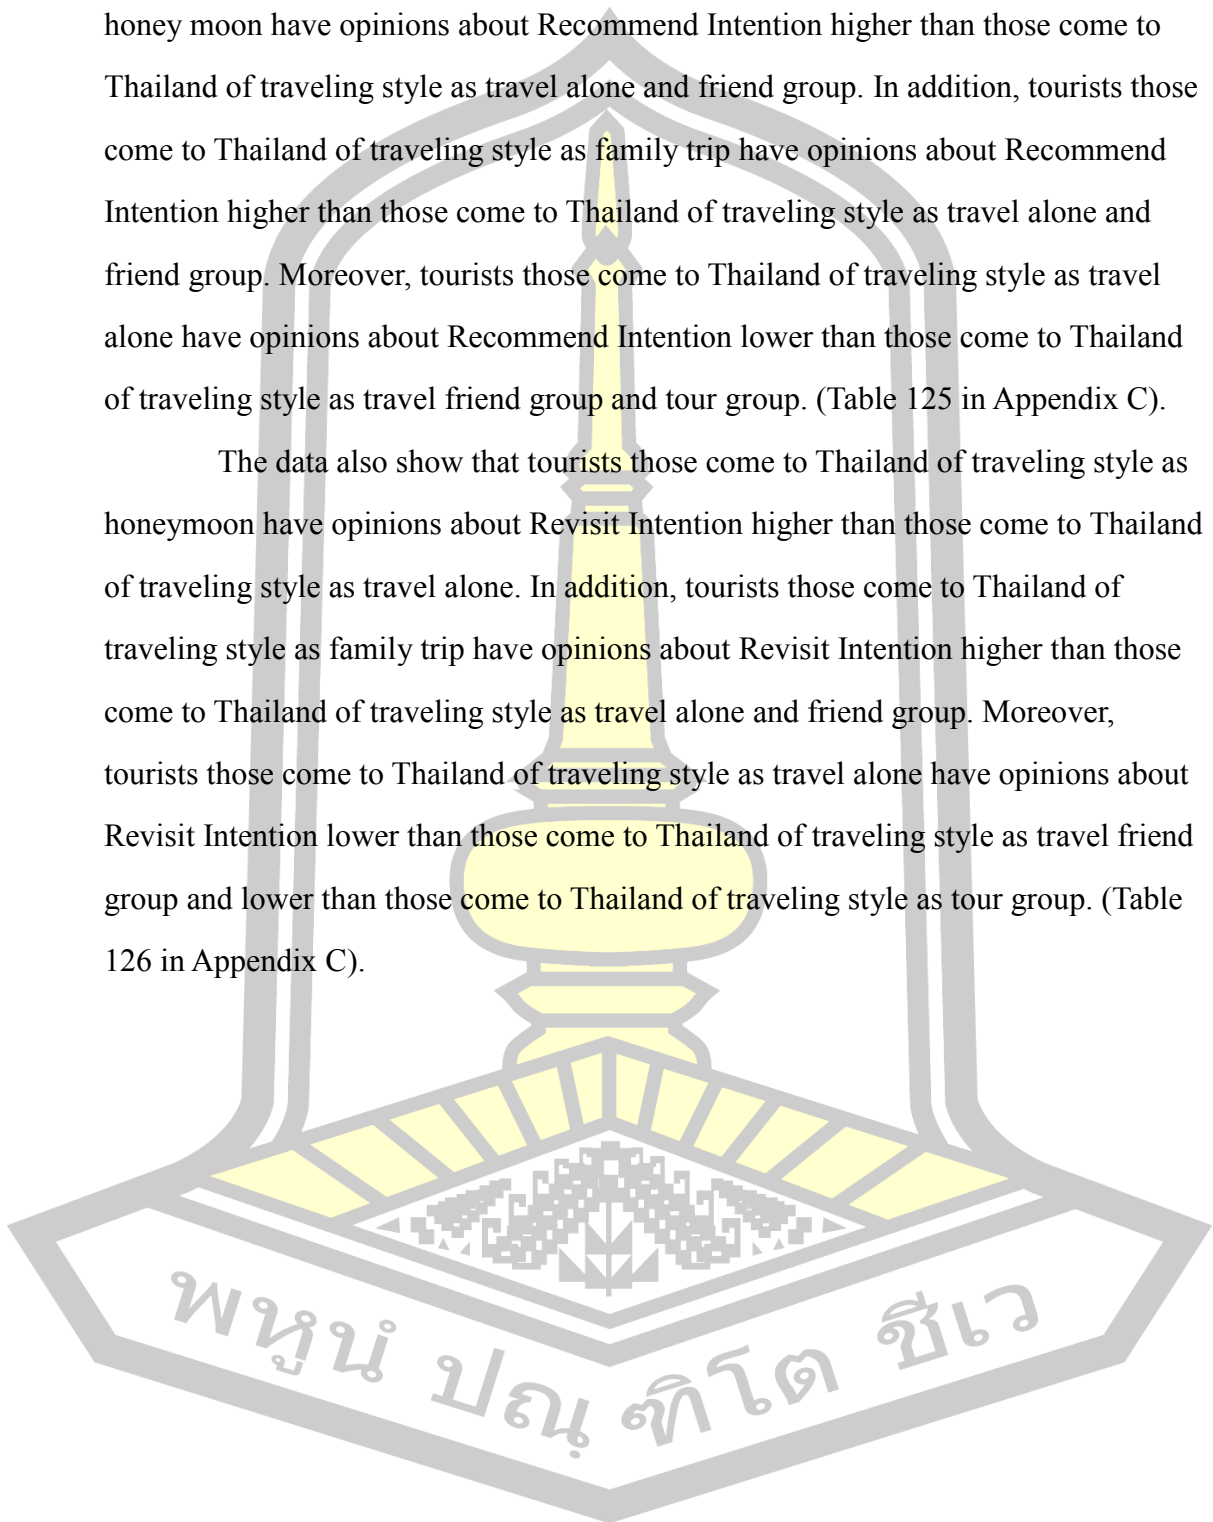 honey moon have opinions about Recommend Intention higher than those come to
Thailand of traveling style as travel alone and friend group. In addition, tourists those
come to Thailand of traveling style as family trip have opinions about Recommend
Intention higher than those come to Thailand of traveling style as travel alone and
friend group. Moreover, tourists those come to Thailand of traveling style as travel
alone have opinions about Recommend Intention lower than those come to Thailand
of traveling style as travel friend group and tour group. (Table 125 in Appendix C).
The data also show that tourists those come to Thailand of traveling style as
honeymoon have opinions about Revisit Intention higher than those come to Thailand
of traveling style as travel alone. In addition, tourists those come to Thailand of
traveling style as family trip have opinions about Revisit Intention higher than those
come to Thailand of traveling style as travel alone and friend group. Moreover,
tourists those come to Thailand of traveling style as travel alone have opinions about
Revisit Intention lower than those come to Thailand of traveling style as travel friend
group and lower than those come to Thailand of traveling style as tour group. (Table
126 in Appendix C).
พหูนํ ปณฺฑิโต ชีเว